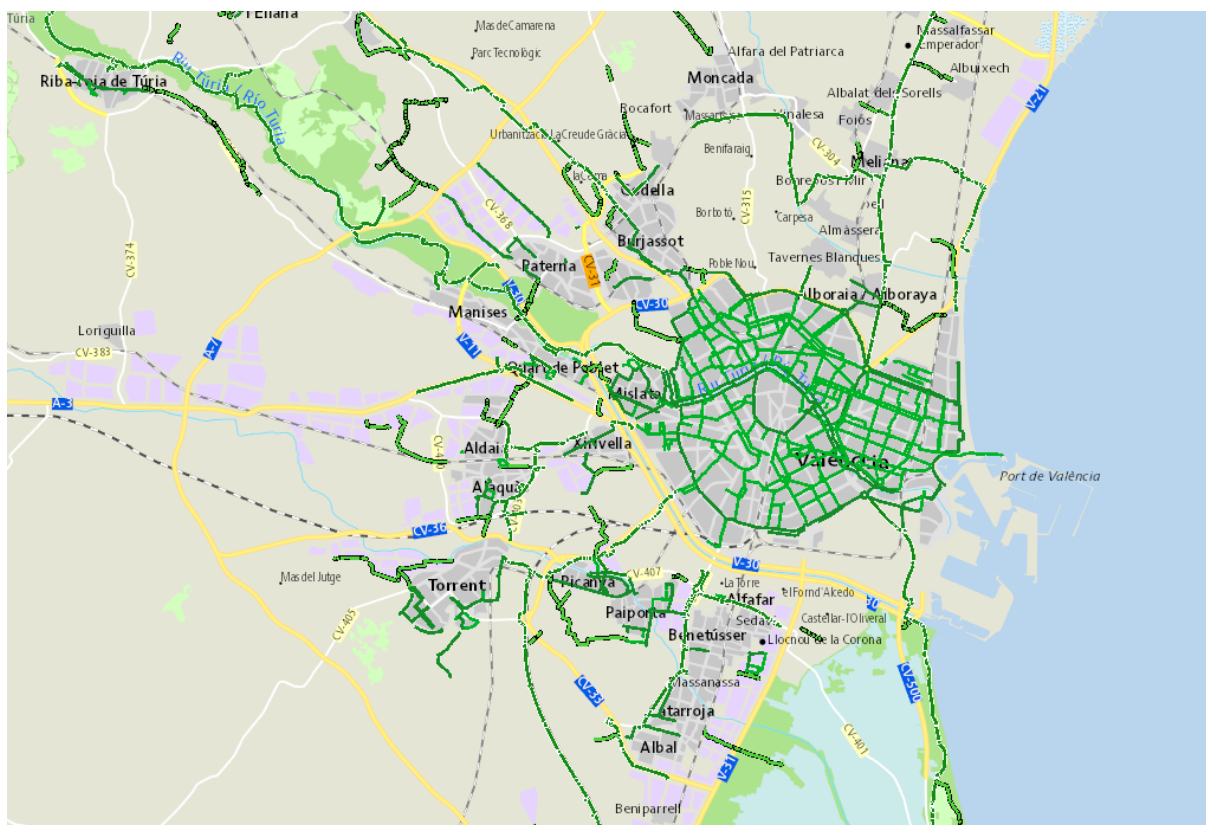 Túria
l'Eliana
Mas de Camarena
Parc Tecnològic
Alfara del Patriarca
Massalfassar
Emperador
Albuixech
Moncada
Riba-roja de Túria
Riu Túria / Río Turia
V-21
Rocafort
Albalat dels Sorells
Foios
Vinalesa
Urbanització La Creu de Gràcia
Benifaraig
CV-304
Meliana
CV-315
Godella
CV-368
Borbotó
Carpesa
Almàssera
Burjassot
CV-374
Paterna
CV-31
Poble Nou
Tavernes Blanques
V-30
CV-30
Alboraia / Alboraya
Manises
Loriguilla
CV-383
A-7
V-11
Quart de Poblet
Mislata
A-3
Aldaia
Xirivella
València
Port de València
Alaquàs
CV-36
V-30
Mas del Jutge
Torrent
Picanya
CV-407
La Torre
Alfafar
el Forn d'Alcedo
Paiporta
/ Sedaví
Castellar-l'Oliveral
CV-405
Benetússer
Llocnou de la Corona
CV-500
Massanassa
CV-33
Catarroja
CV-401
Albal
V-31
Beniparrell